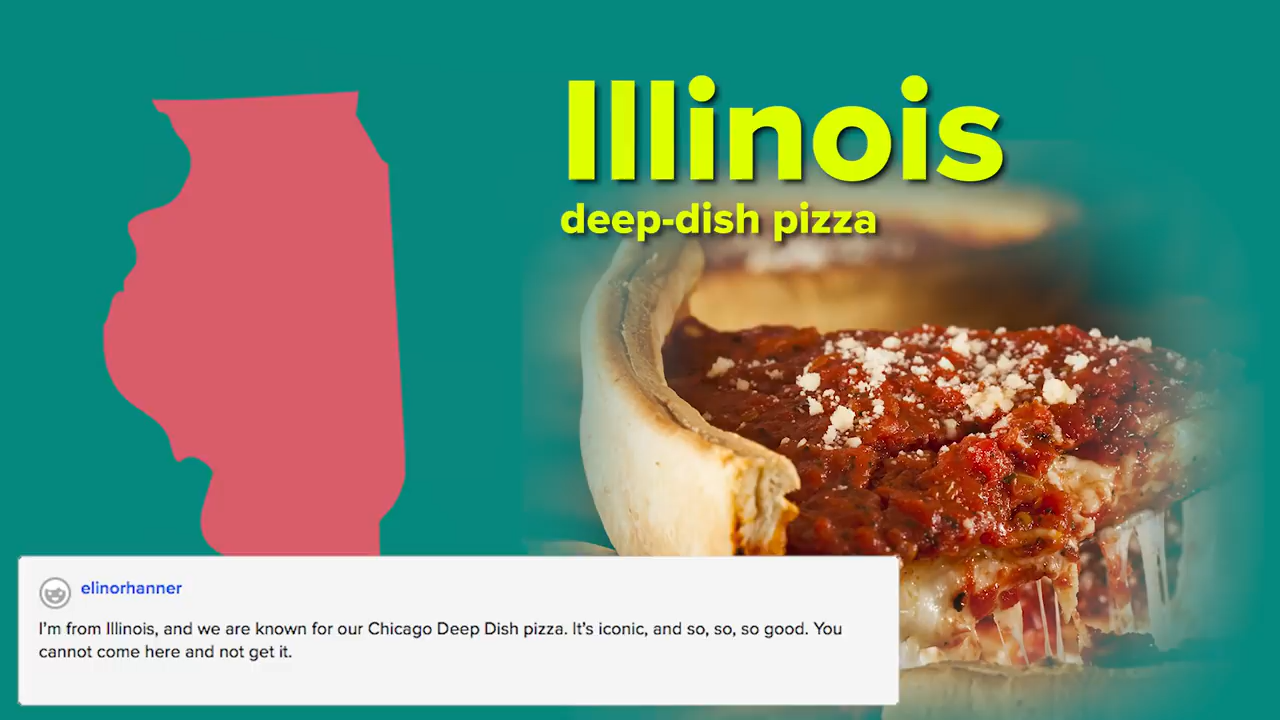 Illinois
deep-dish pizza
elinorhanner
I'm from Illinois, and we are known for our Chicago Deep Dish pizza. It's iconic, and so, so, so good. You
cannot come here and not get it.